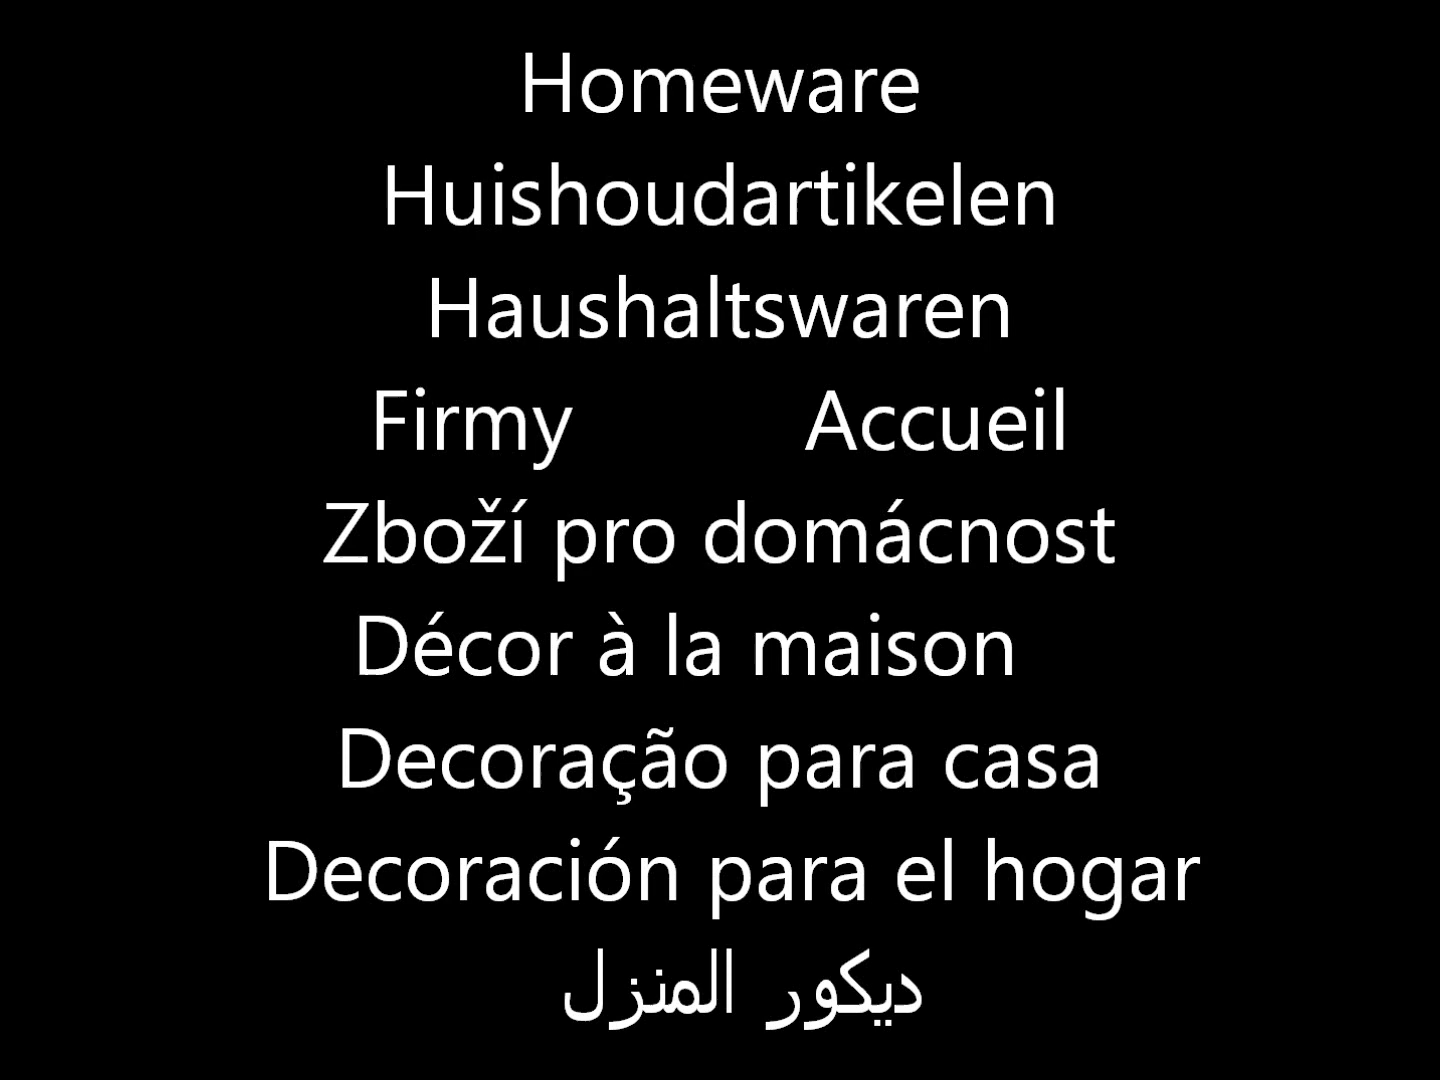 Homeware
Huishoudartikelen
Haushaltswaren
Firmy Accueil
Zboží pro domácnost
Décor à la maison
Decoração para casa
Decoración para el hogar
ديكور المنزل